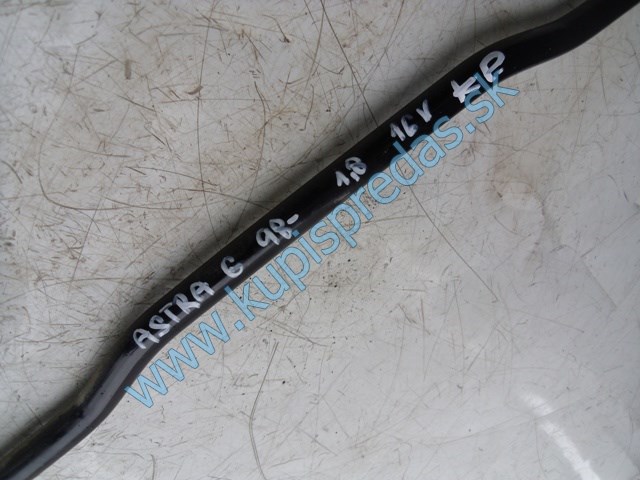 ASTRA G 98- 1,8 16V KP
www.kupispredas.sk